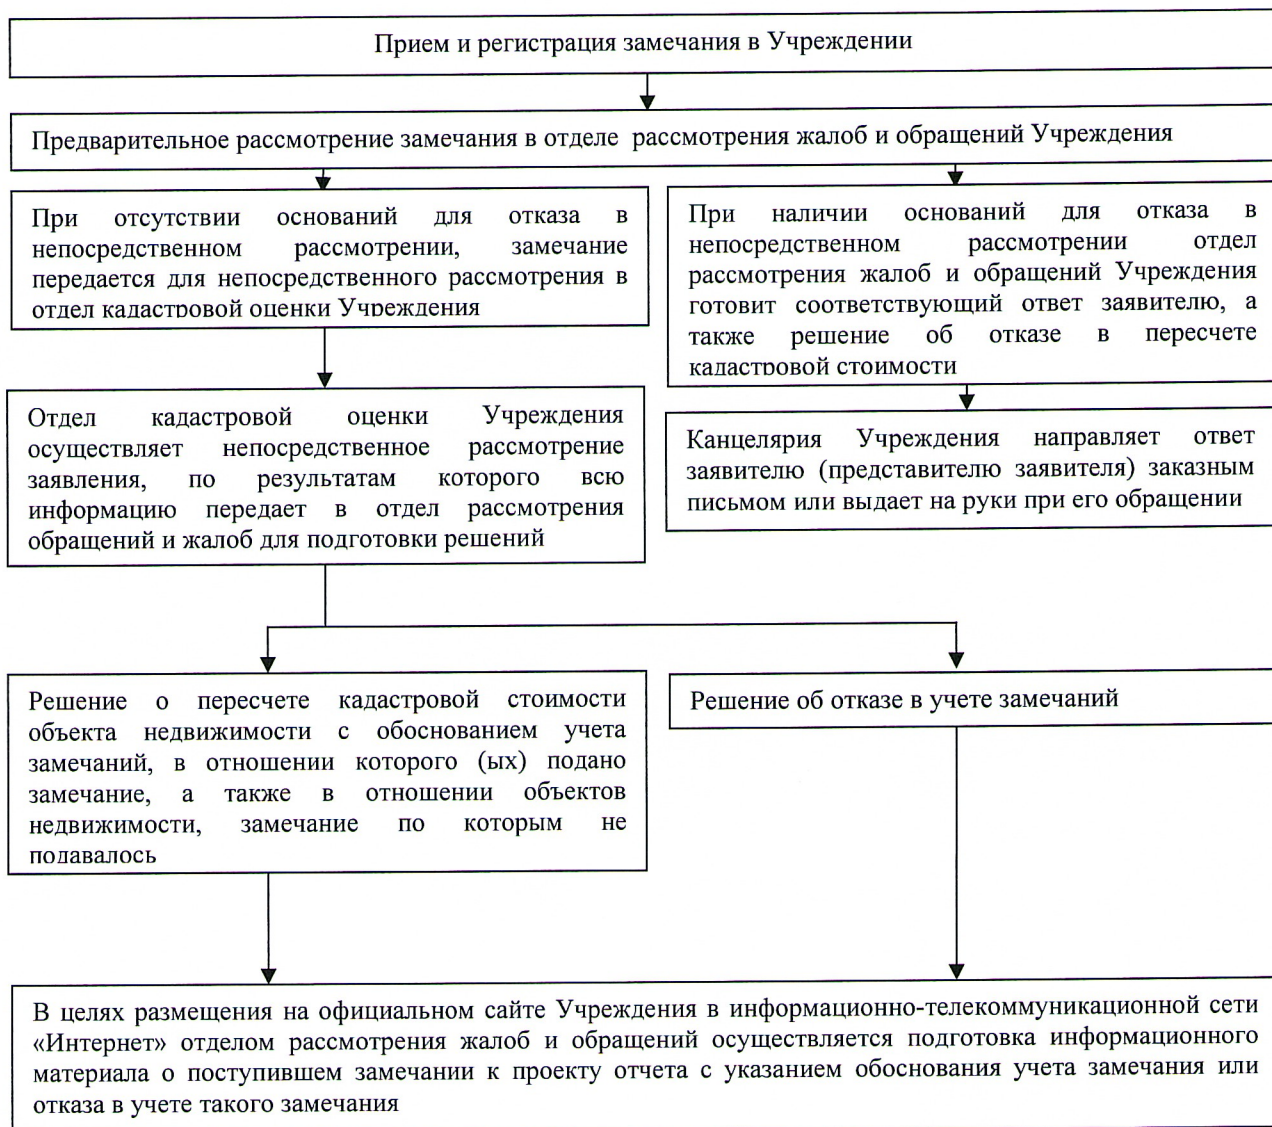 Прием и регистрация замечания в Учреждении
Предварительное рассмотрение замечания в отделе рассмотрения жалоб и обращений Учреждения
При отсутствии оснований для отказа в
непосредственном рассмотрении, замечание
передается для непосредственного рассмотрения в
отдел кадастровой оценки Учреждения
При наличии оснований для отказа в
непосредственном рассмотрении отдел
рассмотрения жалоб и обращений Учреждения
готовит соответствующий ответ заявителю, а
также решение об отказе в пересчете
кадастровой стоимости
Отдел кадастровой оценки Учреждения
осуществляет непосредственное рассмотрение
заявления, по результатам которого всю
информацию передает в отдел рассмотрения
обращений и жалоб для подготовки решений
Канцелярия Учреждения направляет ответ
заявителю (представителю заявителя) заказным
письмом или выдает на руки при его обращении
Решение о пересчете кадастровой стоимости
объекта недвижимости с обоснованием учета
замечаний, в отношении которого (ых) подано
замечание, а также в отношении объектов
недвижимости, замечание по которым не
подавалось
Решение об отказе в учете замечаний
В целях размещения на официальном сайте Учреждения в информационно-телекоммуникационной сети
«Интернет» отделом рассмотрения жалоб и обращений осуществляется подготовка информационного
материала о поступившем замечании к проекту отчета с указанием обоснования учета замечания или
отказа в учете такого замечания